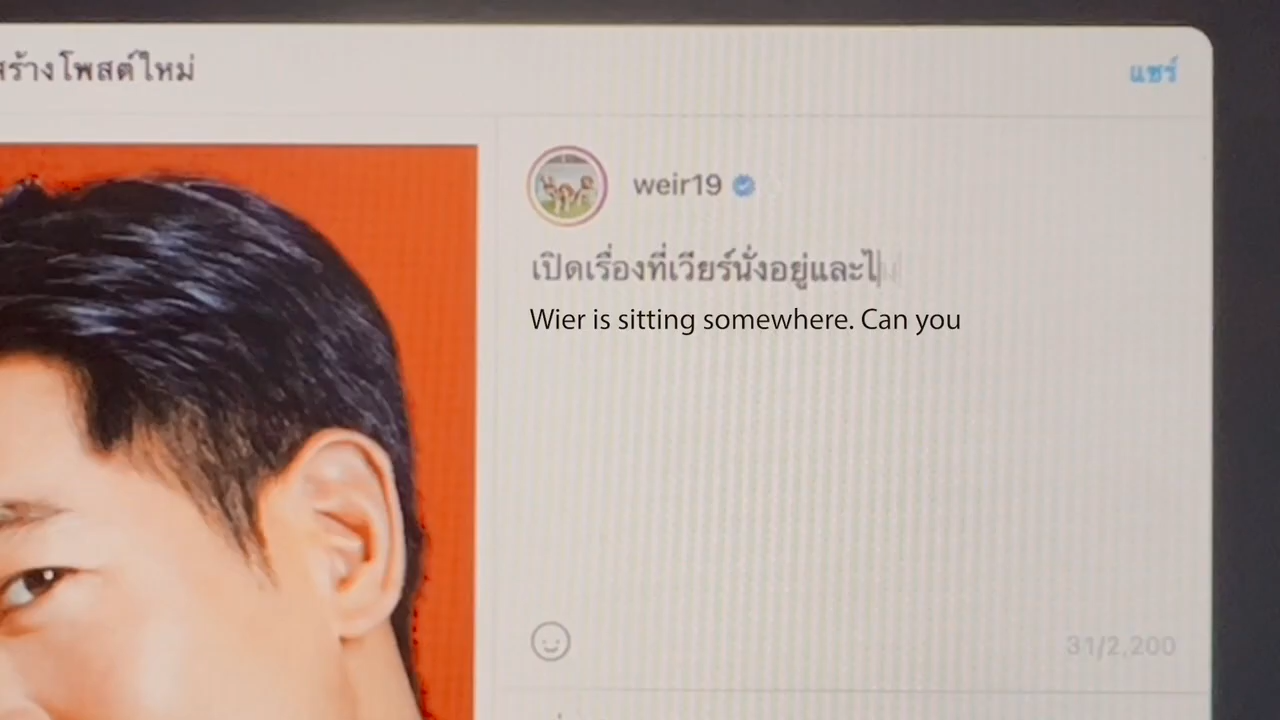 สร้างโพสต์ใหม่
แชร์
weir19
เปิดเรื่องที่เวียร์นั่งอยู่และไ
Wier is sitting somewhere. Can you
31/2,200